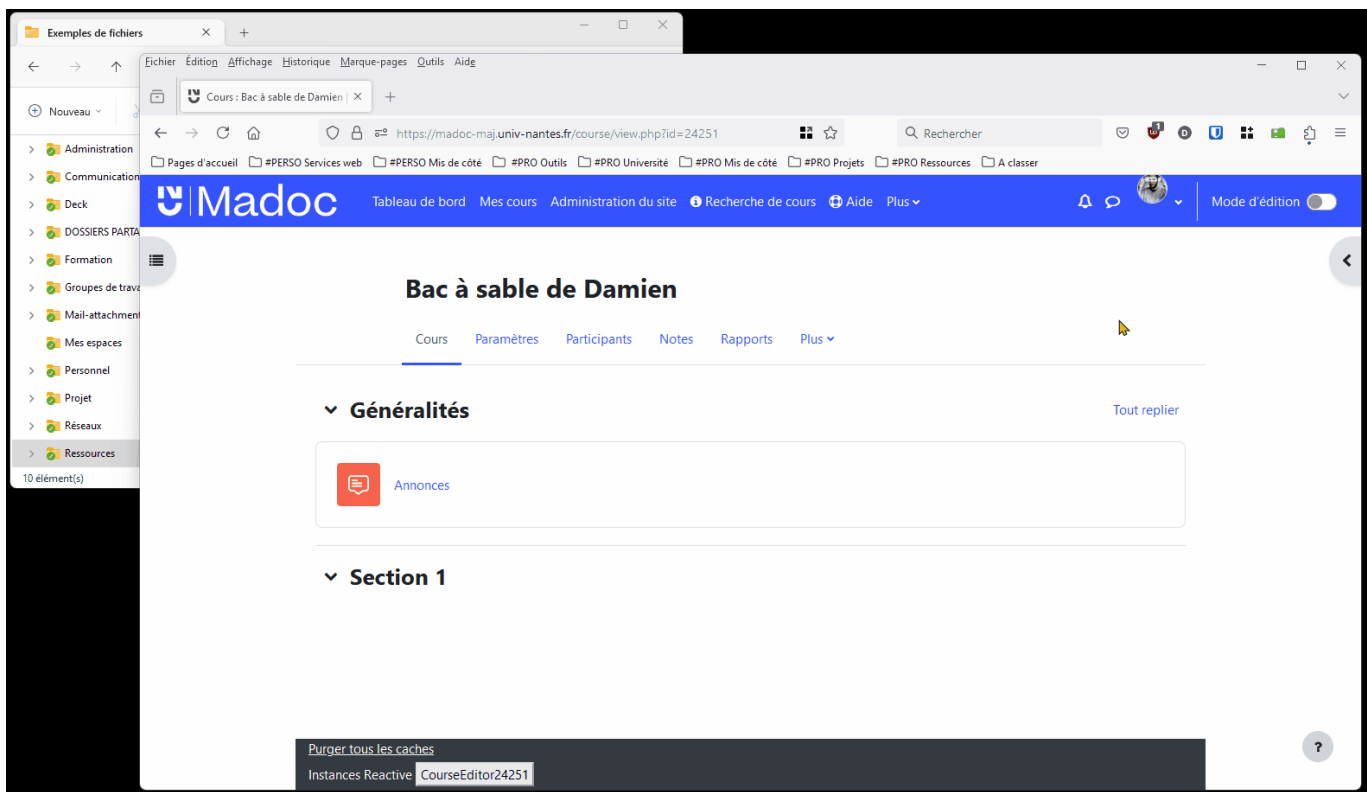 Exemples de fichiers
Nouveau
Administration
Communication
Deck
DOSSIERS PARTA
Formation
Groupes de trava
Mail-attachment
Mes espaces
Personnel
Projet
Réseaux
Ressources
10 élément(s)
Fichier Édition Affichage Historique Marque-pages Outils Aide
Cours : Bac à sable de Damien |
https://madoc-maj.univ-nantes.fr/course/view.php?id=24251
Rechercher
Pages d'accueil #PERSO Services web #PERSO Mis de côté #PRO Outils #PRO Université #PRO Mis de côté #PRO Projets #PRO Ressources A classer
Madoc Tableau de bord Mes cours Administration du site Recherche de cours Aide Plus Mode d'édition
Bac à sable de Damien
Cours Paramètres Participants Notes Rapports Plus
Généralités Tout replier
Annonces
Section 1
Purger tous les caches
Instances Reactive CourseEditor24251
?